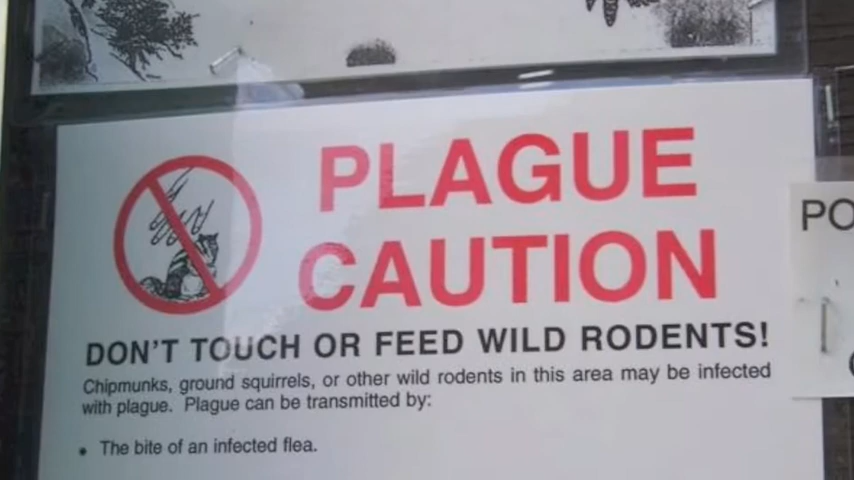 PLAGUE
CAUTION
DON'T TOUCH OR FEED WILD RODENTS!
Chipmunks, ground squirrels, or other wild rodents in this area may be infected
with plague. Plague can be transmitted by:
• The bite of an infected flea.
PO